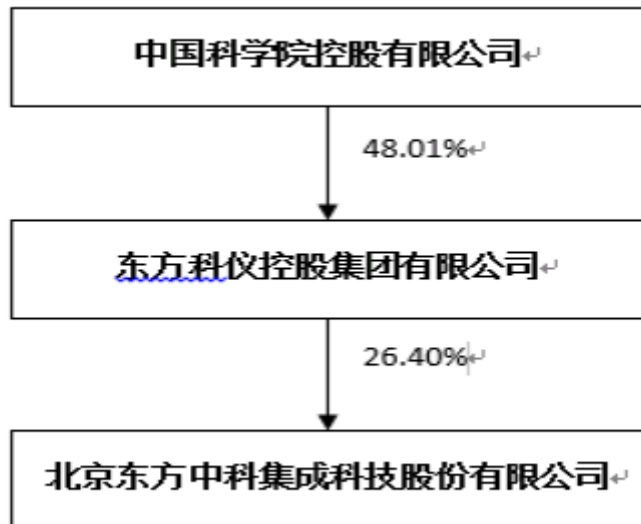 中国科学院控股有限公司
48.01%
东方科仪控股集团有限公司
26.40%
北京东方中科集成科技股份有限公司